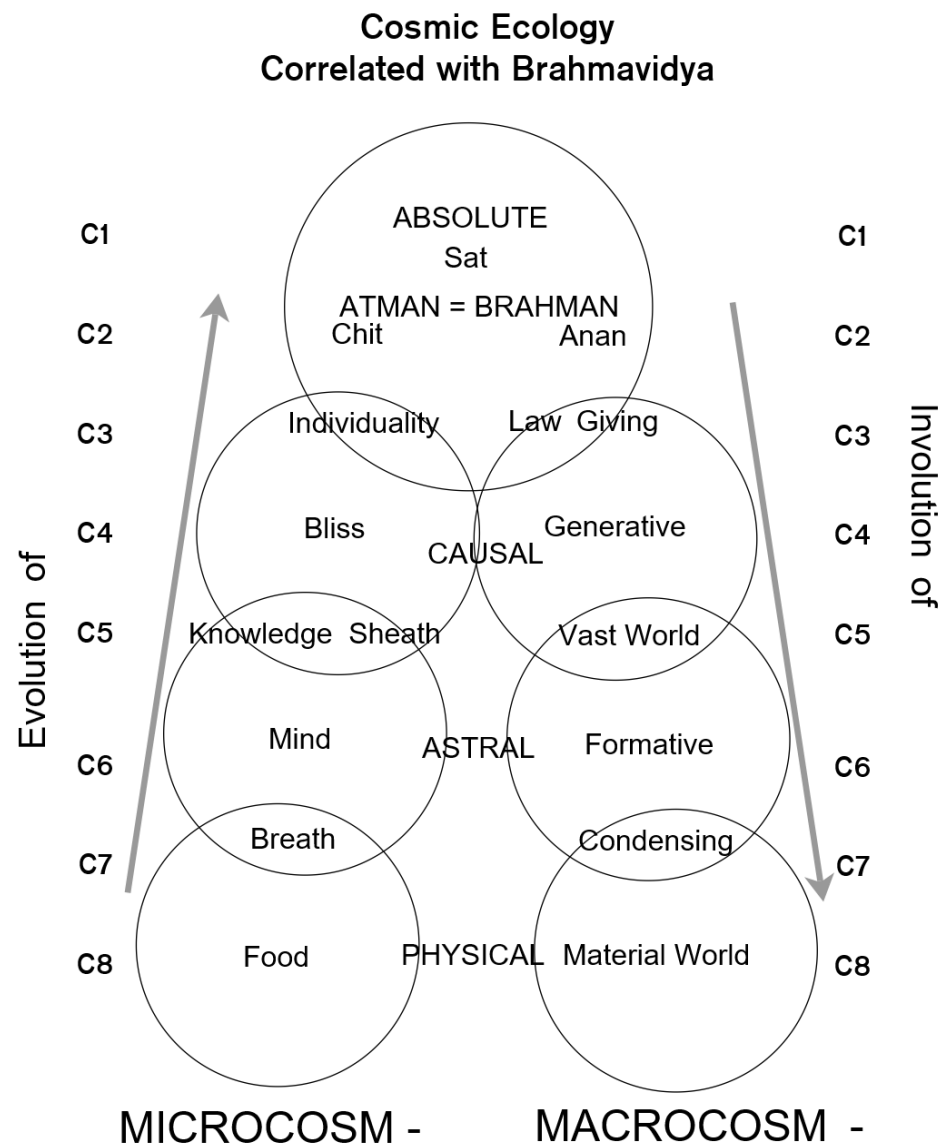 Cosmic Ecology
Correlated with Brahmavidya
ABSOLUTE
C1 C1
Sat
ATMAN = BRAHMAN
C2 Chit Anan C2
C3 Individuality Law Giving C3
C4 Bliss Generative C4
CAUSAL
C5 Knowledge Sheath Vast World C5
Mind ASTRAL Formative
C6 C6
Breath Condensing
C7 C7
C8 Food PHYSICAL Material World C8
Evolution of
Involution of
MICROCOSM - MACROCOSM -